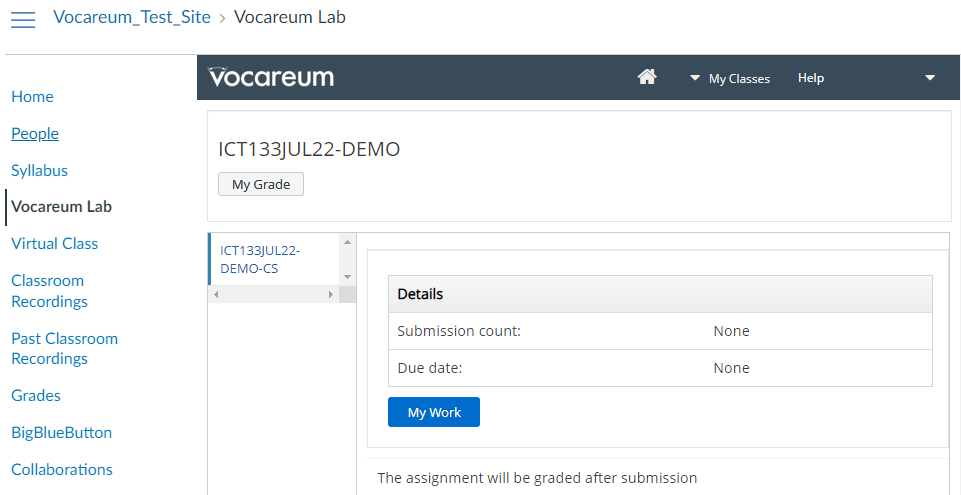 Vocareum_Test_Site > Vocareum Lab
Home
People
Syllabus
Vocareum Lab
Virtual Class
Classroom
Recordings
Past Classroom
Recordings
Grades
BigBlueButton
Collaborations
vocareum
My Classes
Help
ICT133JUL22-DEMO
My Grade
ICT133JUL22-
DEMO-CS
Details
Submission count: None
Due date: None
My Work
The assignment will be graded after submission